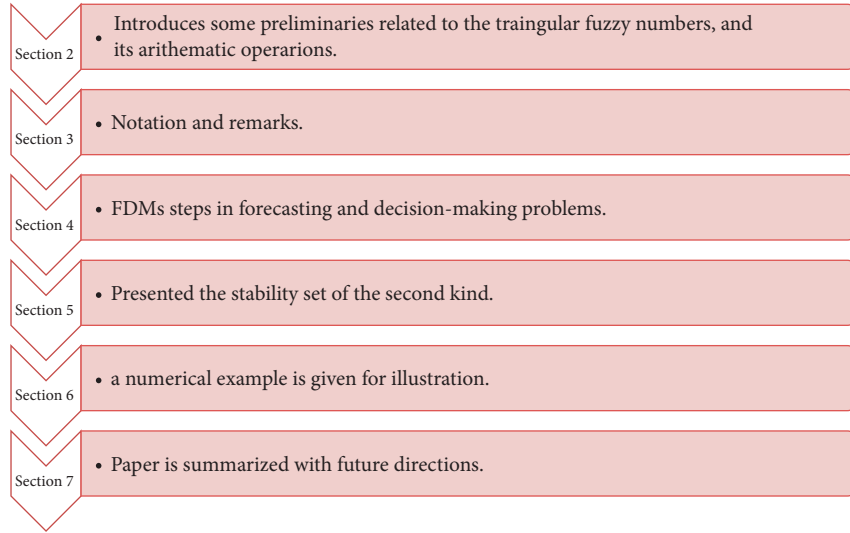 Section 2
• Introduces some preliminaries related to the traingular fuzzy numbers, and
its arithematic operarions.
Section 3
• Notation and remarks.
Section 4
• FDMs steps in forecasting and decision-making problems.
Section 5
• Presented the stability set of the second kind.
Section 6
• a numerical example is given for illustration.
Section 7
• Paper is summarized with future directions.